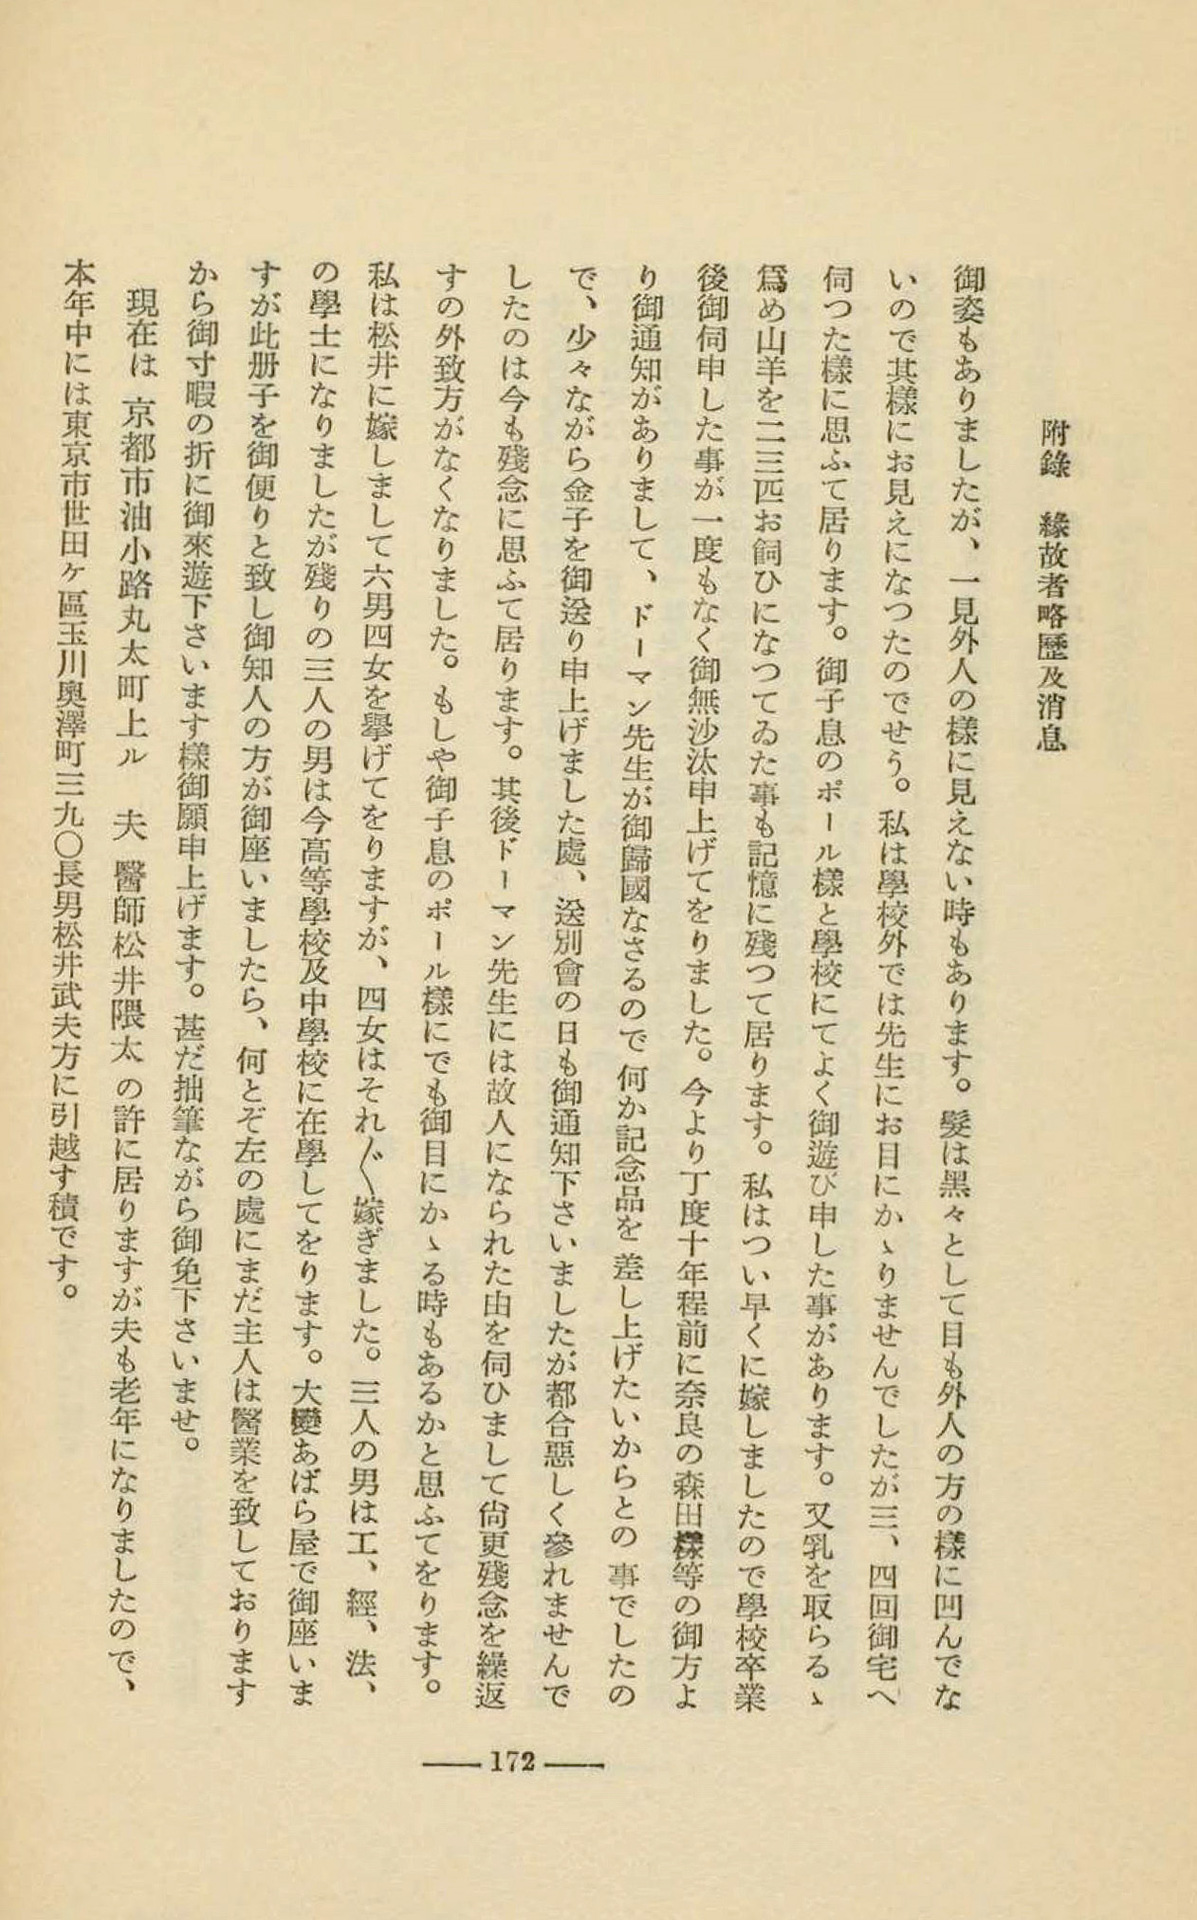 附錄　緣故者略歷及消息
御姿もありましたが、一見外人の樣に見えない時もあります。髮は黑々として目も外人の方の樣に凹んでな
いので其樣にお見えになつたのでせう。私は學校外では先生にお目にかゝりませんでしたが三、四回御宅へ
伺つた樣に思ふて居ります。御子息のポール樣と學校にてよく御遊び申した事があります。又乳を取らるゝ
爲め山羊を二三匹お飼ひになつてゐた事も記憶に殘つて居ります。私はつい早くに嫁しましたので學校卒業
後御伺申した事が一度もなく御無沙汰申上げてをりました。今より丁度十年程前に奈良の森田樣等の御方よ
り御通知がありまして、ドーマン先生が御歸國なさるので何か記念品を差し上げたいからとの事でしたの
で、少々ながら金子を御送り申上げました處、送別會の日も御通知下さいましたが都合惡しく參れませんで
したのは今も殘念に思ふて居ります。其後ドーマン先生には故人になられた由を伺ひまして尙更殘念を繰返
すの外致方がなくなりました。もしや御子息のポール樣にでも御目にかゝる時もあるかと思ふてをります。
私は松井に嫁しまして六男四女を擧げてをりますが、四女はそれ〴〵嫁ぎました。三人の男は工、經、法、
の學士になりましたが殘りの三人の男は今高等學校及中學校に在學してをります。大變あばら屋で御座いま
すが此册子を御便りと致し御知人の方が御座いましたら、何とぞ左の處にまだ主人は醫業を致しております
から御寸暇の折に御來遊下さいます樣御願申上げます。甚だ拙筆ながら御免下さいませ。
現在は　京都市油小路丸太町上ル　夫　醫師松井隈太の許に居りますが夫も老年になりましたので、
本年中には東京市世田ヶ區玉川奧澤町三九〇長男松井武夫方に引越す積です。
172